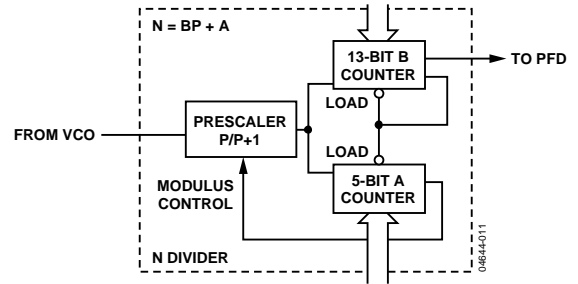 N = BP + A
13-BIT B
COUNTER
TO PFD
LOAD
PRESCALER
P/P+1
FROM VCO
LOAD
MODULUS
CONTROL
5-BIT A
COUNTER
N DIVIDER
04644-011